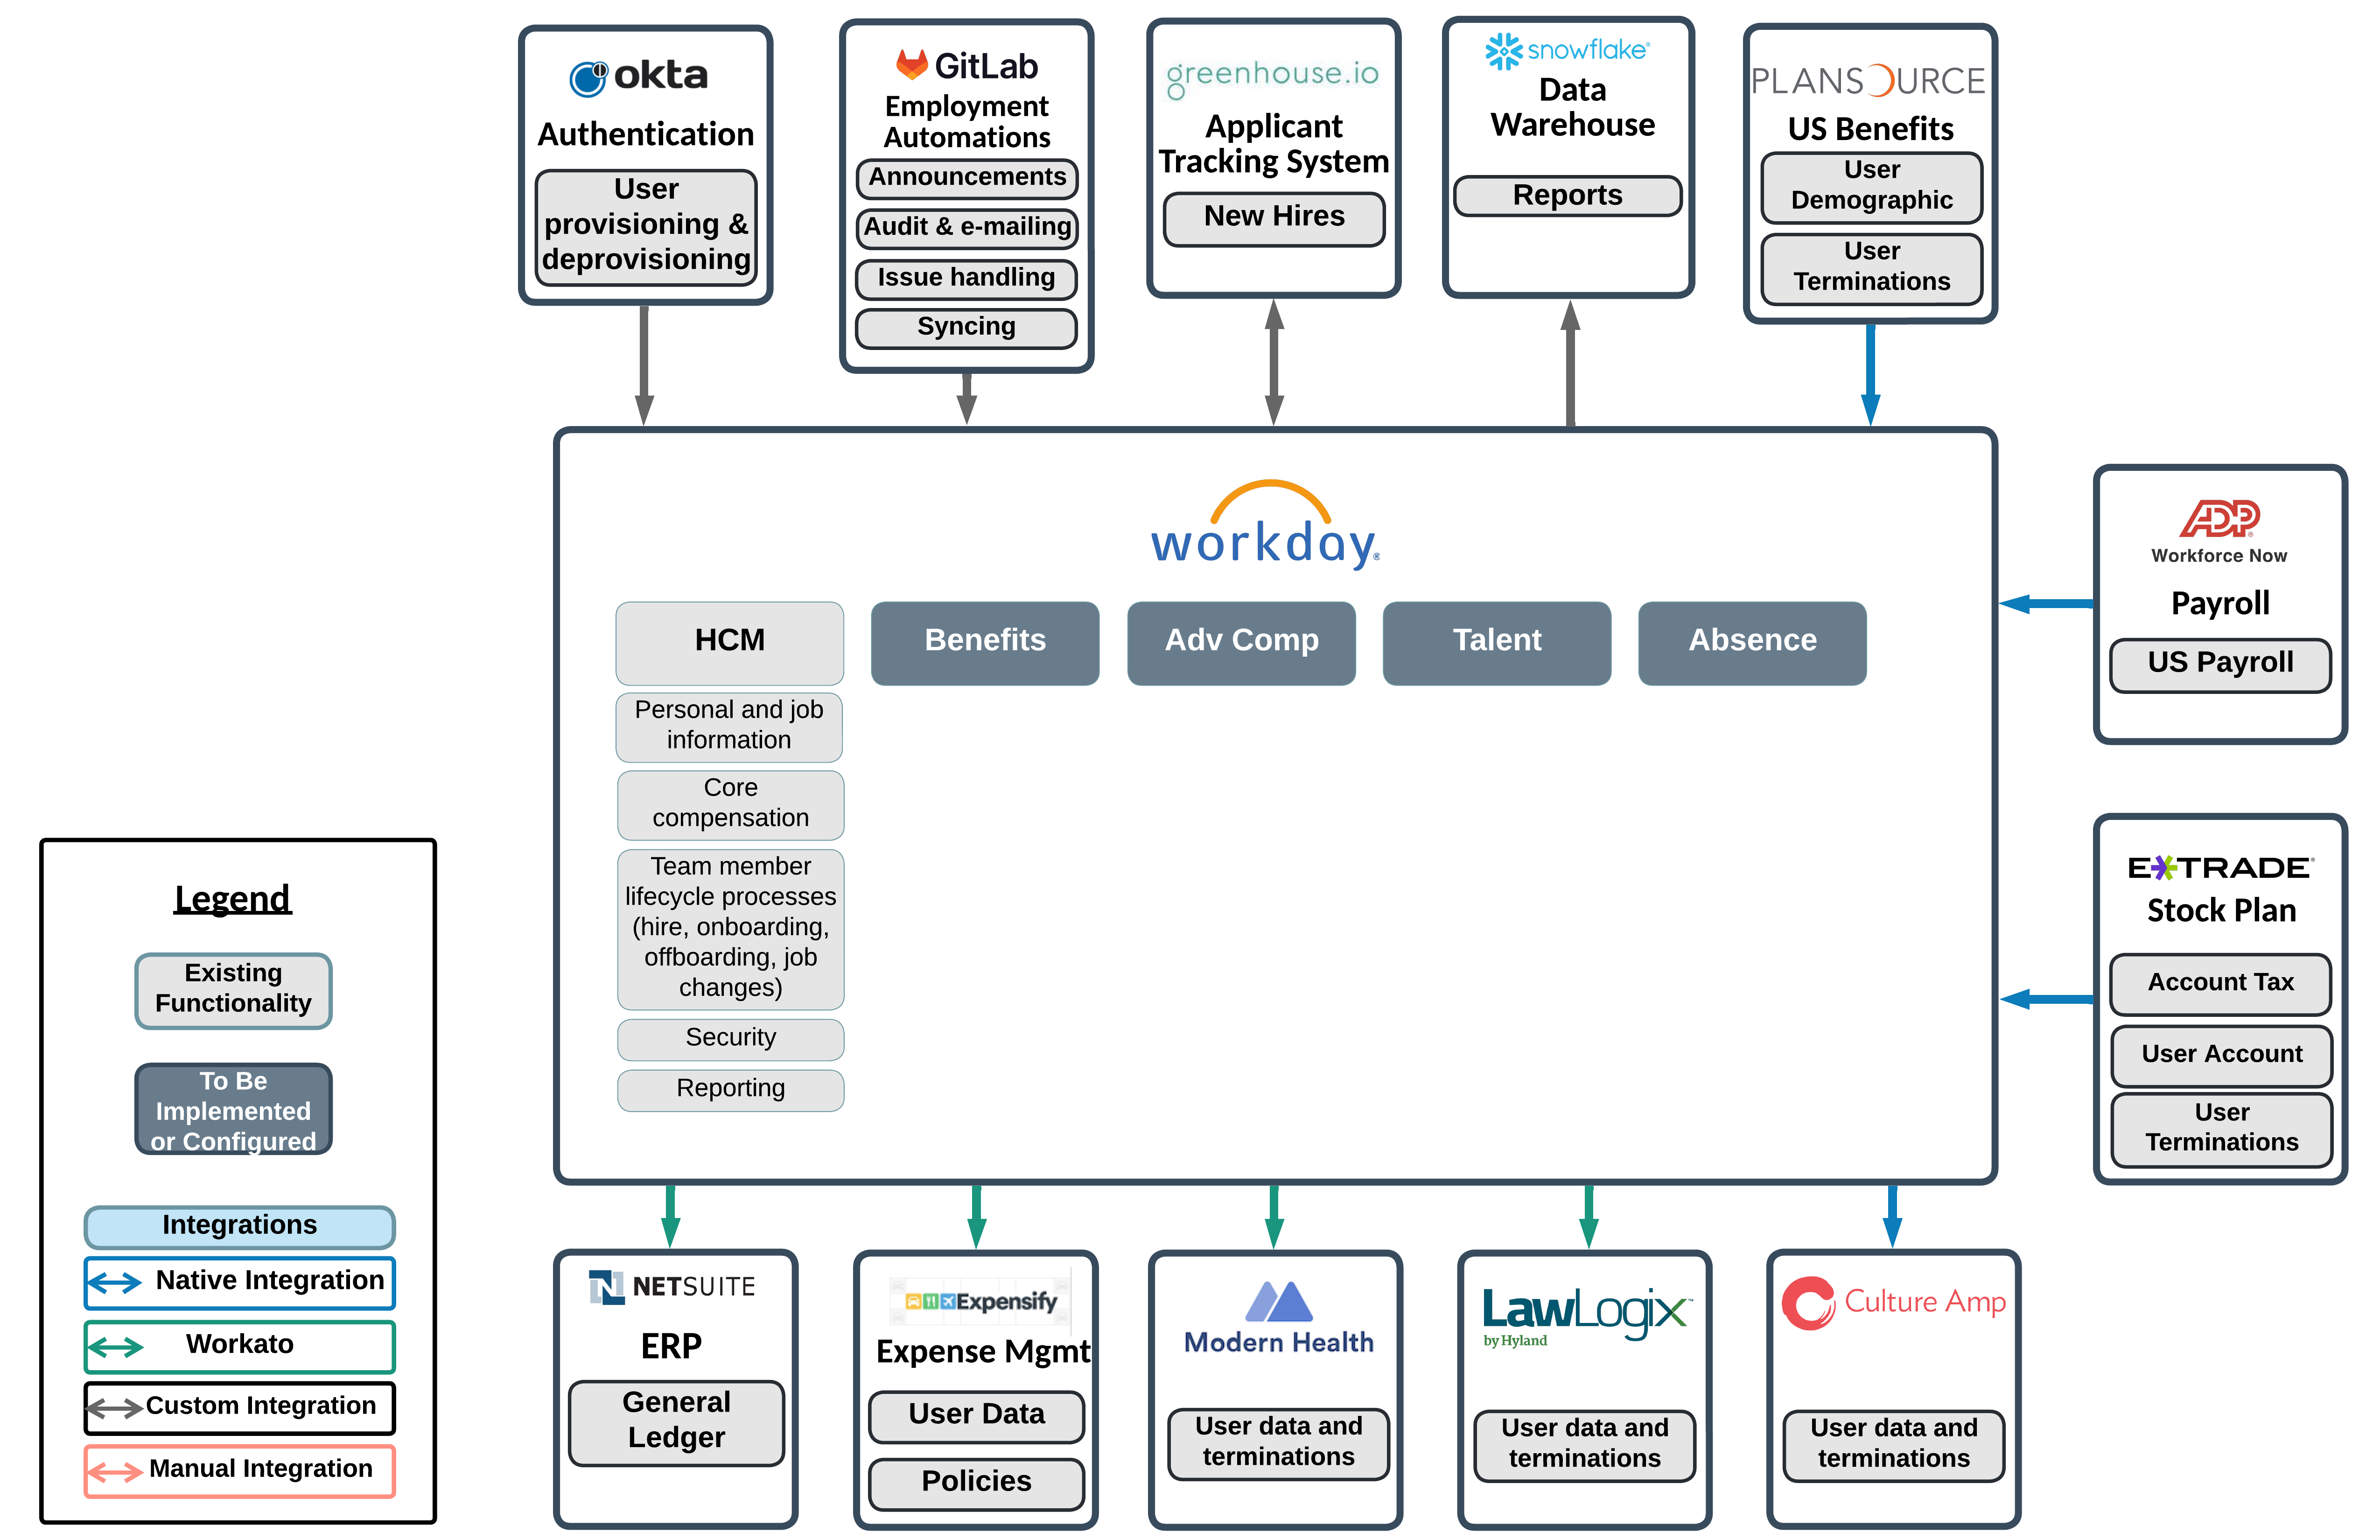 okta
Authentication
User
provisioning &
deprovisioning
GitLab
Employment
Automations
Announcements
Audit & e-mailing
Issue handling
Syncing
greenhouse.io
Applicant
Tracking System
New Hires
snowflake®
Data
Warehouse
Reports
PLANSOURCE
US Benefits
User
Demographic
User
Terminations
workday®
HCM
Benefits
Adv Comp
Talent
Absence
Personal and job
information
Core
compensation
Team member
lifecycle processes
(hire, onboarding,
offboarding, job
changes)
Security
Reporting
ADP®
Workforce Now
Payroll
US Payroll
E*TRADE®
Stock Plan
Account Tax
User Account
User
Terminations
Legend
Existing
Functionality
To Be
Implemented
or Configured
Integrations
Native Integration
Workato
Custom Integration
Manual Integration
N NETSUITE
ERP
General
Ledger
Expensify
Expense Mgmt
User Data
Policies
Modern Health
User data and
terminations
LawLogix™
by Hyland
User data and
terminations
Culture Amp
User data and
terminations